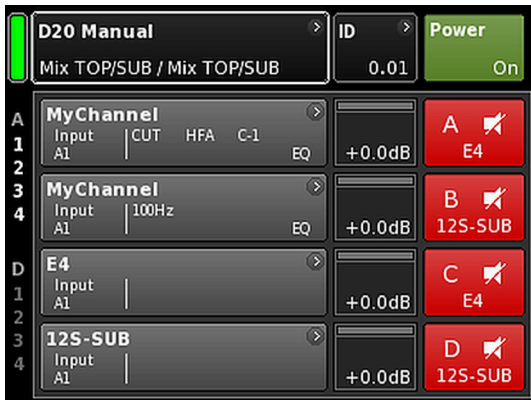 D20 Manual
Mix TOP/SUB / Mix TOP/SUB
ID
0.01
Power
On
A
1
2
3
4
D
1
2
3
4
MyChannel
Input CUT HFA C-1
A1 EQ
+0.0dB
A
E4
MyChannel
Input 100Hz
A1 EQ
+0.0dB
B
12S-SUB
E4
Input
A1
+0.0dB
C
E4
12S-SUB
Input
A1
+0.0dB
D
12S-SUB